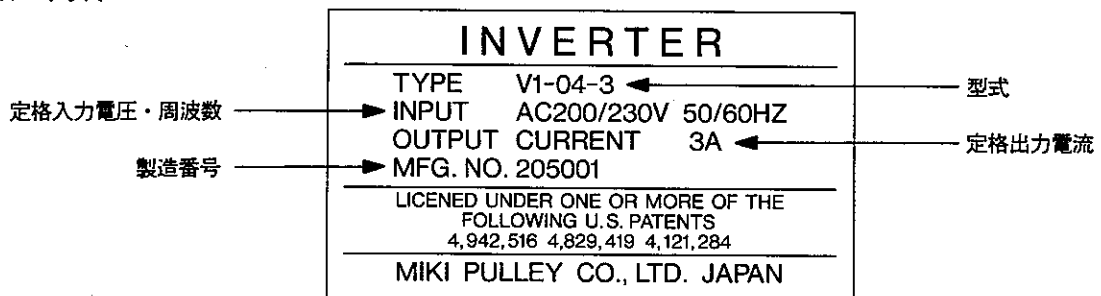 INVERTER
TYPE V1-04-3
型式
定格入力電圧・周波数
INPUT AC200/230V 50/60HZ
OUTPUT CURRENT 3A
定格出力電流
製造番号
MFG. NO. 205001
LICENED UNDER ONE OR MORE OF THE
FOLLOWING U.S. PATENTS
4,942,516 4,829,419 4,121,284
MIKI PULLEY CO., LTD. JAPAN